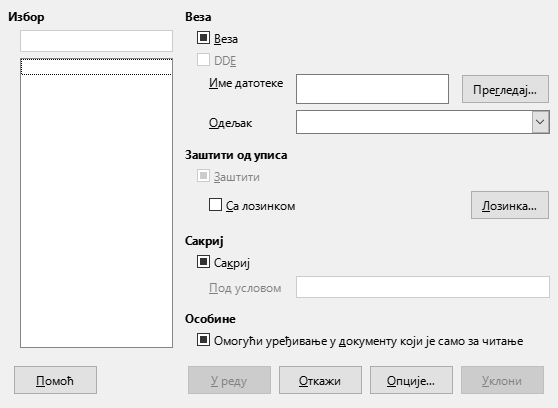 Избор
Веза
Веза
DDE
Име датотеке
Прегледај...
Одељак
Заштити од уписа
Заштити
Са лозинком
Лозинка...
Сакриј
Сакриј
Под условом
Особине
Омогући уређивање у документу који је само за читање
Помоћ
У реду
Откажи
Опције...
Уклони